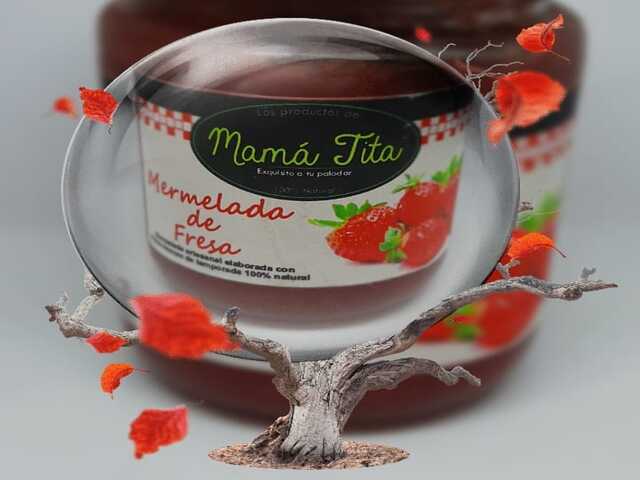 Los productos de
Mamá Tita
Exquisito a tu paladar
100% Natural
Mermelada
de
Fresa
artesanal elaborada con
de temporada 100% natural